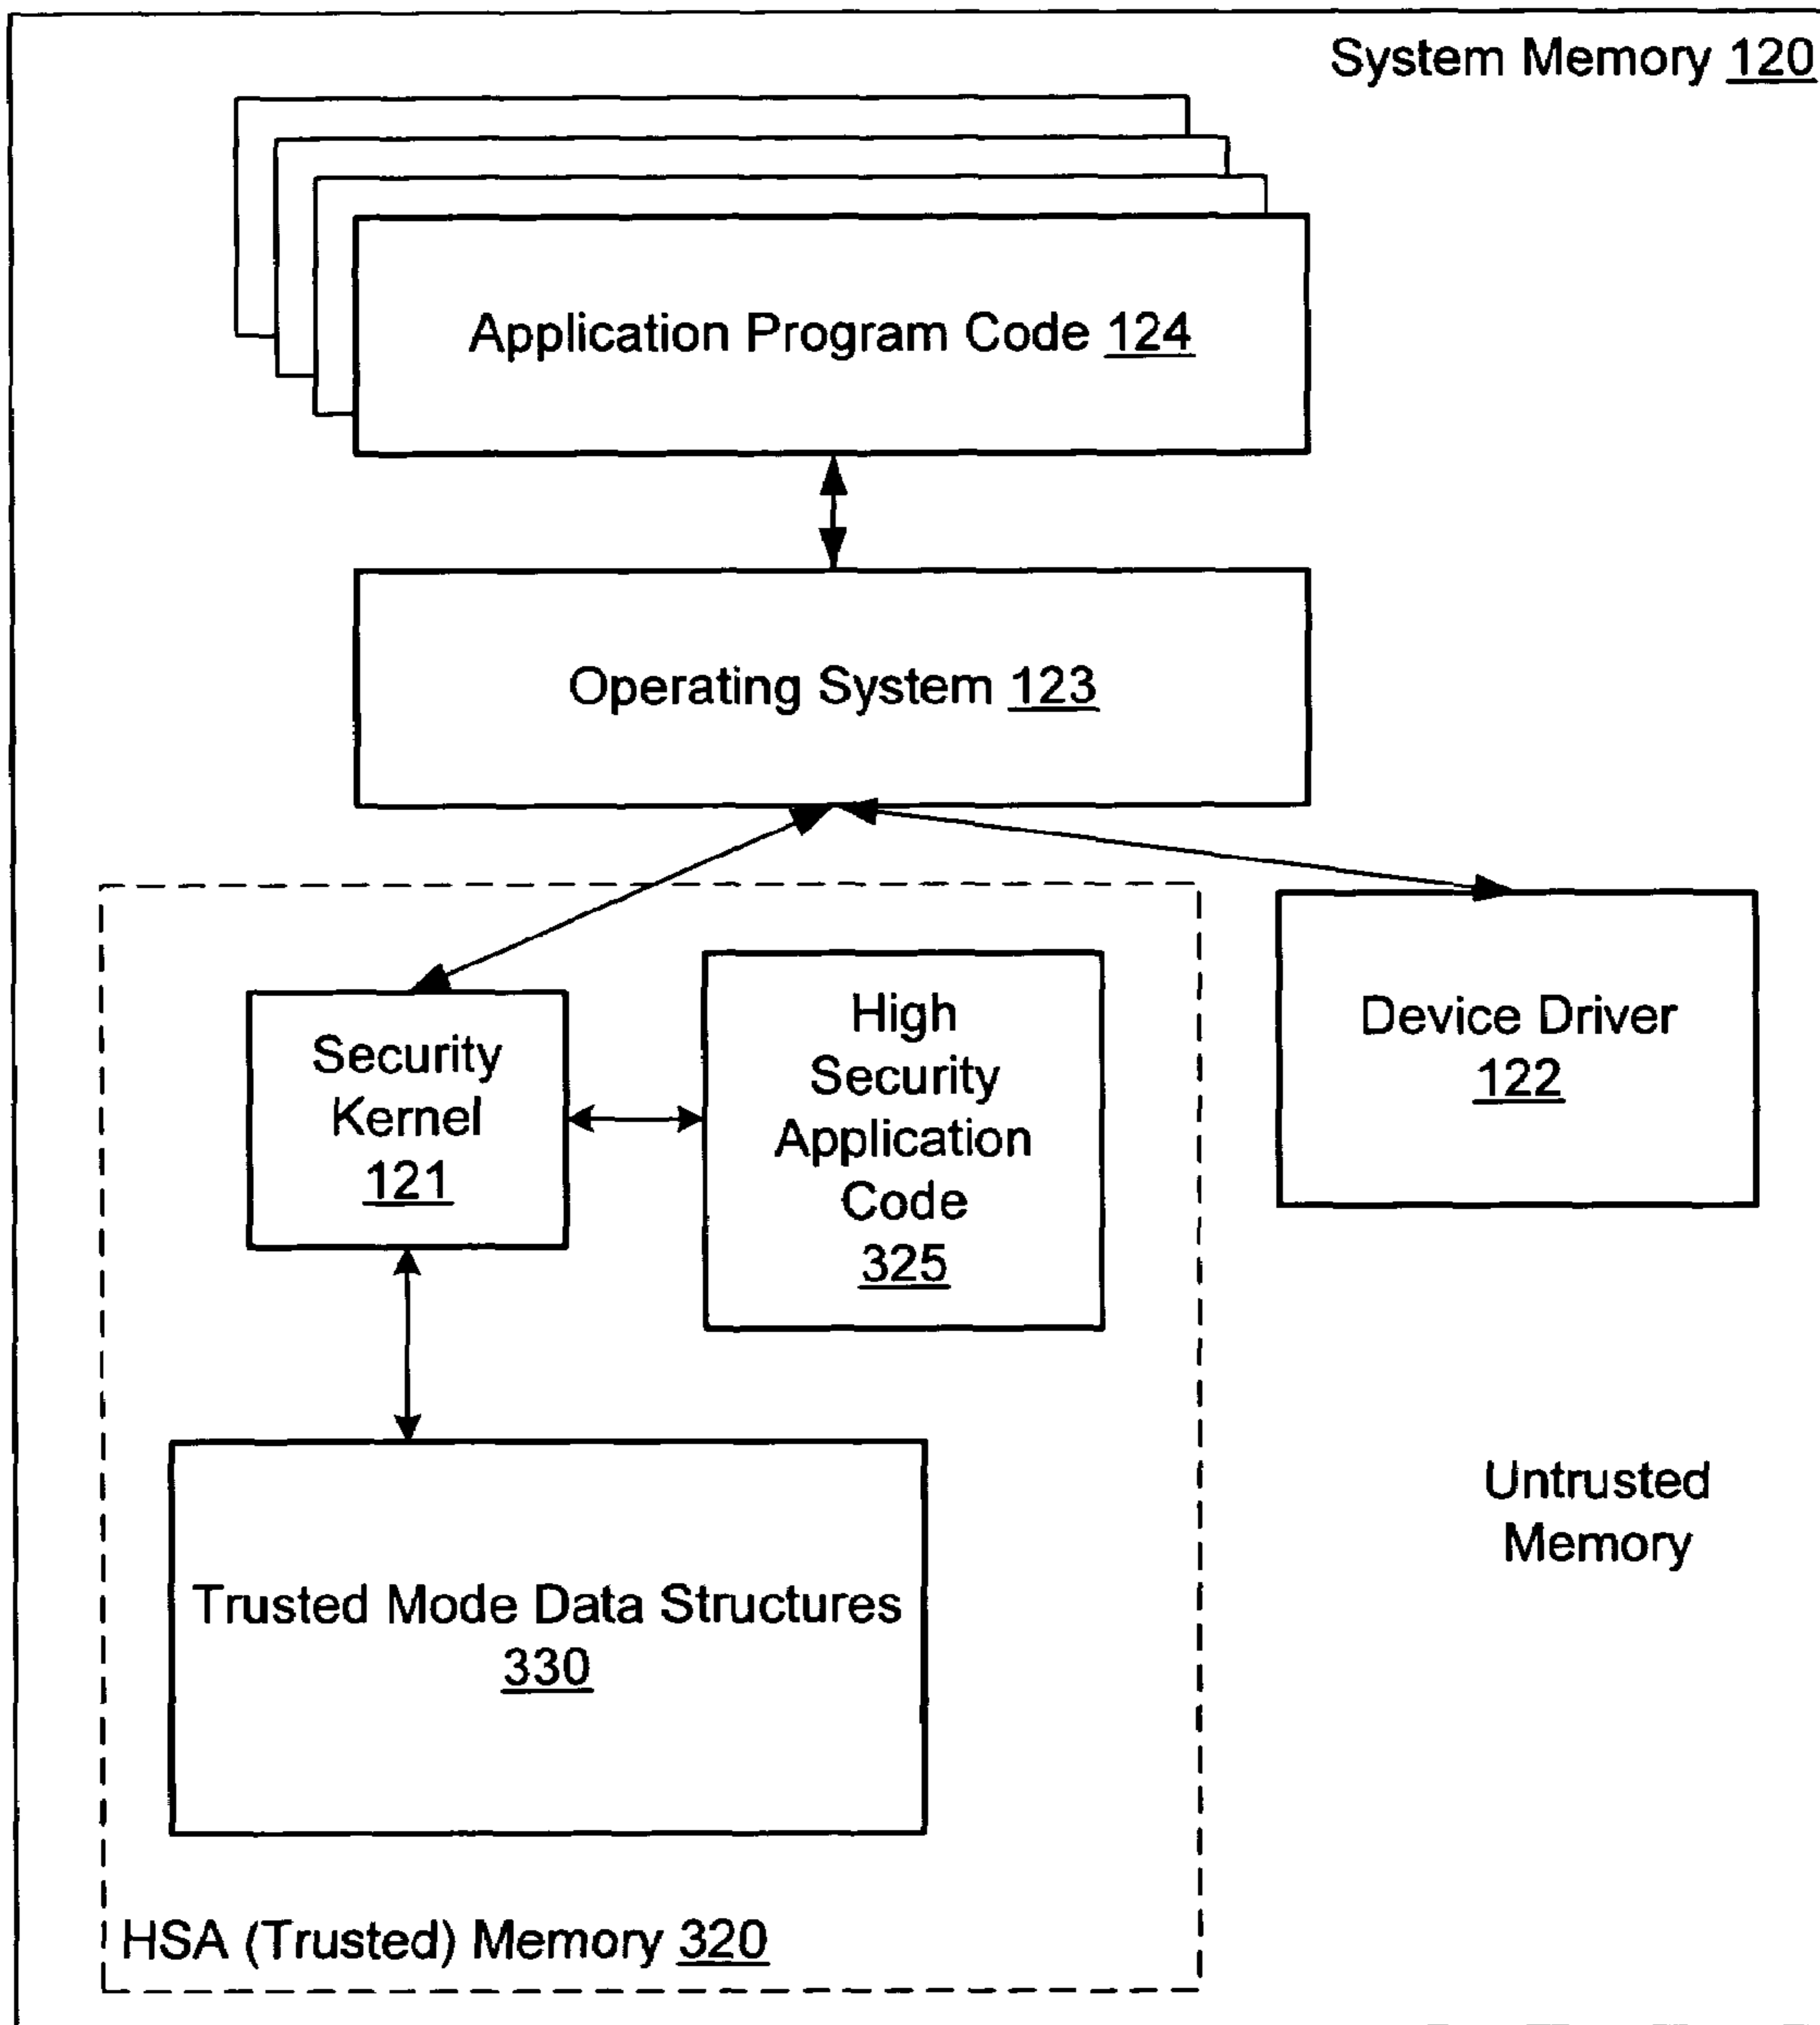 System Memory 120
Application Program Code 124
Operating System 123
Security
Kernel
121
High
Security
Application
Code
325
Device Driver
122
Untrusted
Memory
Trusted Mode Data Structures
330
HSA (Trusted) Memory 320